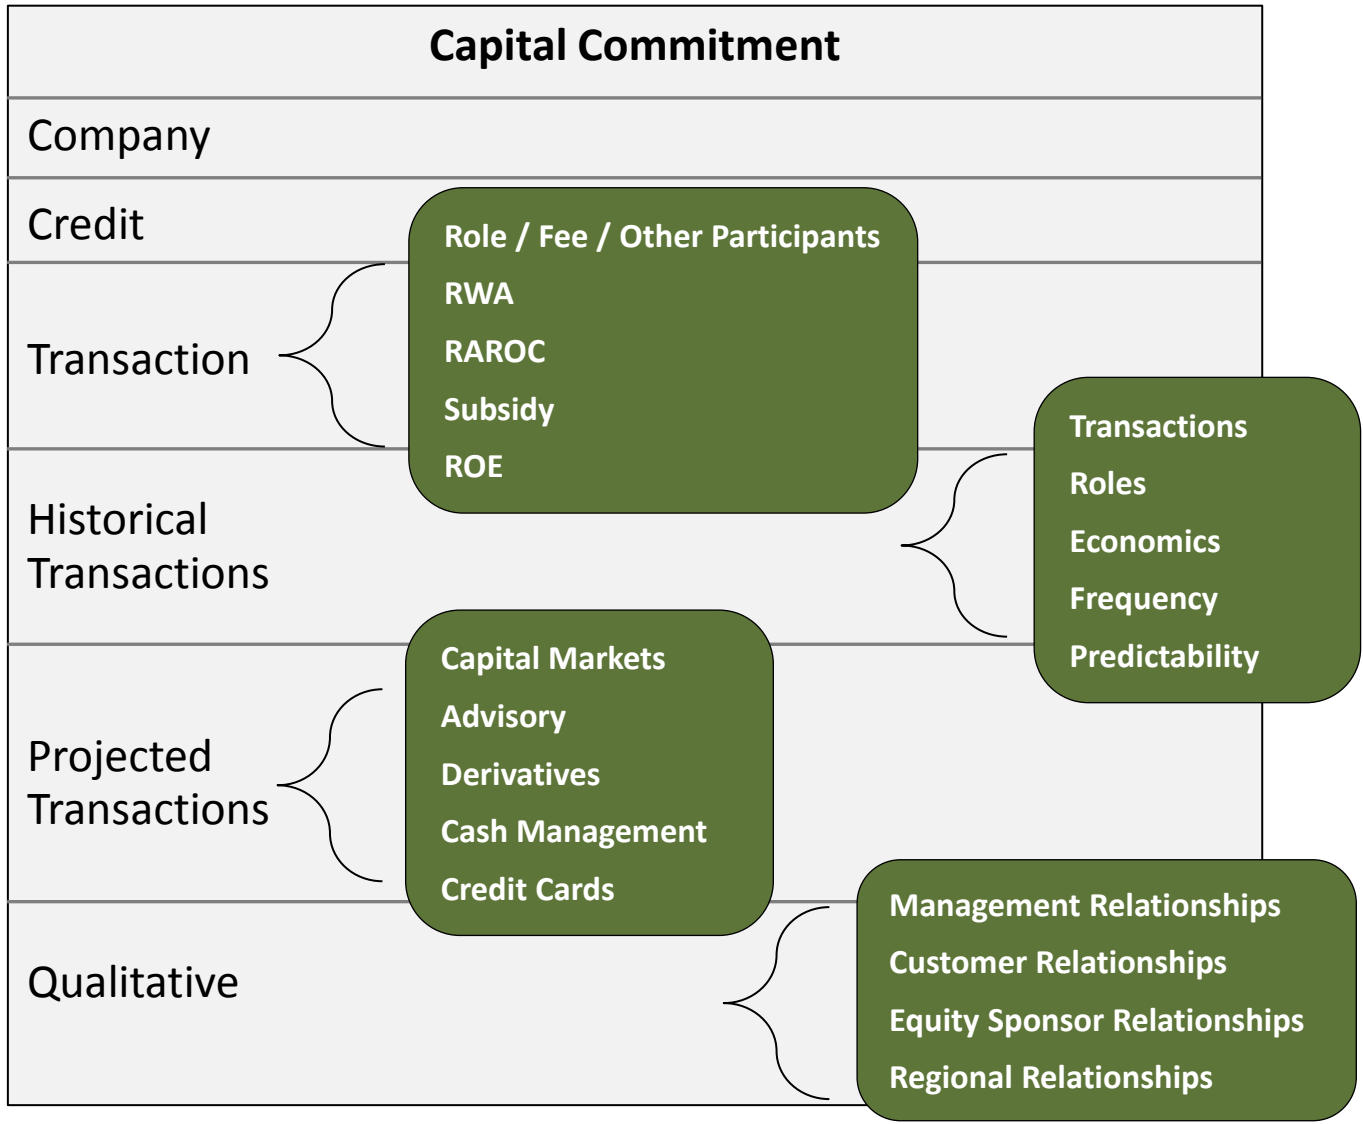 Capital Commitment
Company
Credit
Role / Fee / Other Participants
RWA
RAROC
Subsidy
ROE
Transaction
Historical
Transactions
Transactions
Roles
Economics
Frequency
Predictability
Projected
Transactions
Capital Markets
Advisory
Derivatives
Cash Management
Credit Cards
Qualitative
Management Relationships
Customer Relationships
Equity Sponsor Relationships
Regional Relationships